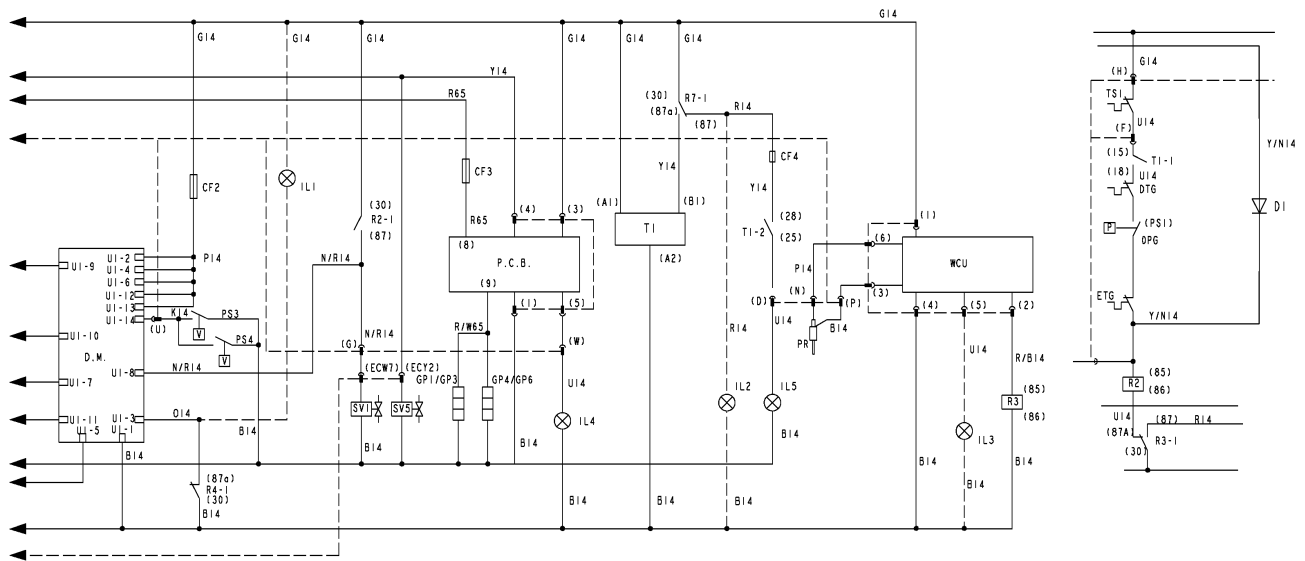 G14
G14
G14
G14
G14
G14
G14
G14
G14
Y14
R65
(30)
R7-1
(87a)
(87)
R14
(H)
TS1
U14
(F)
(15)
T1-1
(18)
U14
DTG
Y/N14
D1
CF2
IL1
CF3
CF4
Y14
Y14
(30)
R2-1
(87)
R65
(4)
(3)
(A1)
(B1)
T1
(A2)
(28)
T1-2
(25)
(1)
(6)
WCU
P
(PS1)
OPG
(8)
P.C.B.
(9)
U1-9
U1-2
U1-4
U1-6
U1-12
U1-13
U1-14
P14
N/R14
P14
(3)
(4)
(5)
(2)
ETG
Y/N14
(1)
(5)
(D)
(N)
(P)
K14
PS3
(U)
V
PS4
V
U1-10
D.M.
R/W65
N/R14
(G)
(W)
U14
B14
PR
R14
U14
R/B14
U1-8
N/R14
(ECW7)
(ECY2)
GP1/GP3
GP4/GP6
U14
IL2
IL5
(85)
R3
(86)
(85)
R2
(86)
U1-7
SV1
SV5
IL4
U1-11
U1-3
O14
U1-5
U1-1
B14
B14
B14
B14
B14
IL3
U14
(87A)
(87)
R14
R3-1
(30)
B14
B14
B14
(87a)
R4-1
(30)
B14
B14
B14
B14
B14